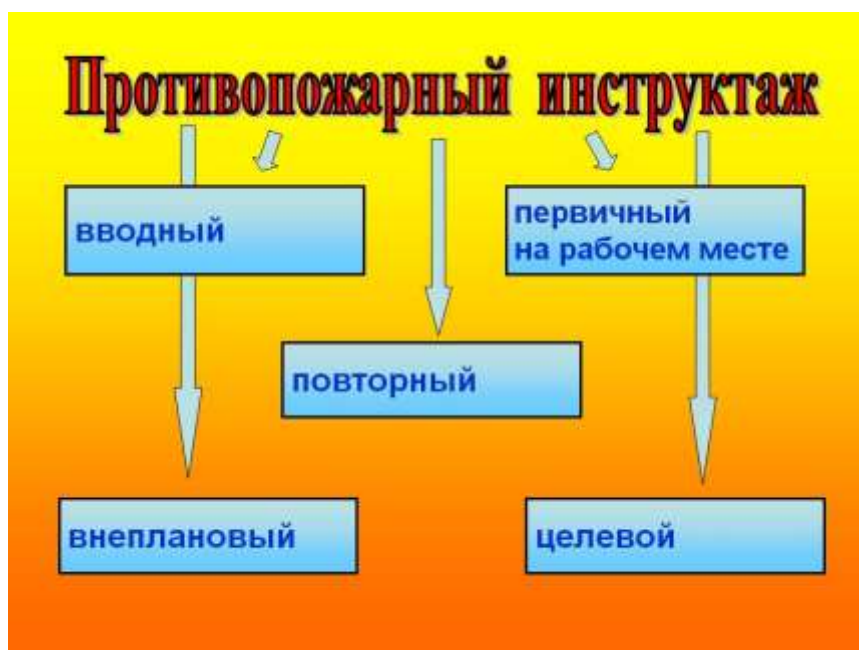 Противопожарный инструктаж
вводный
первичный
на рабочем месте
повторный
внеплановый
целевой